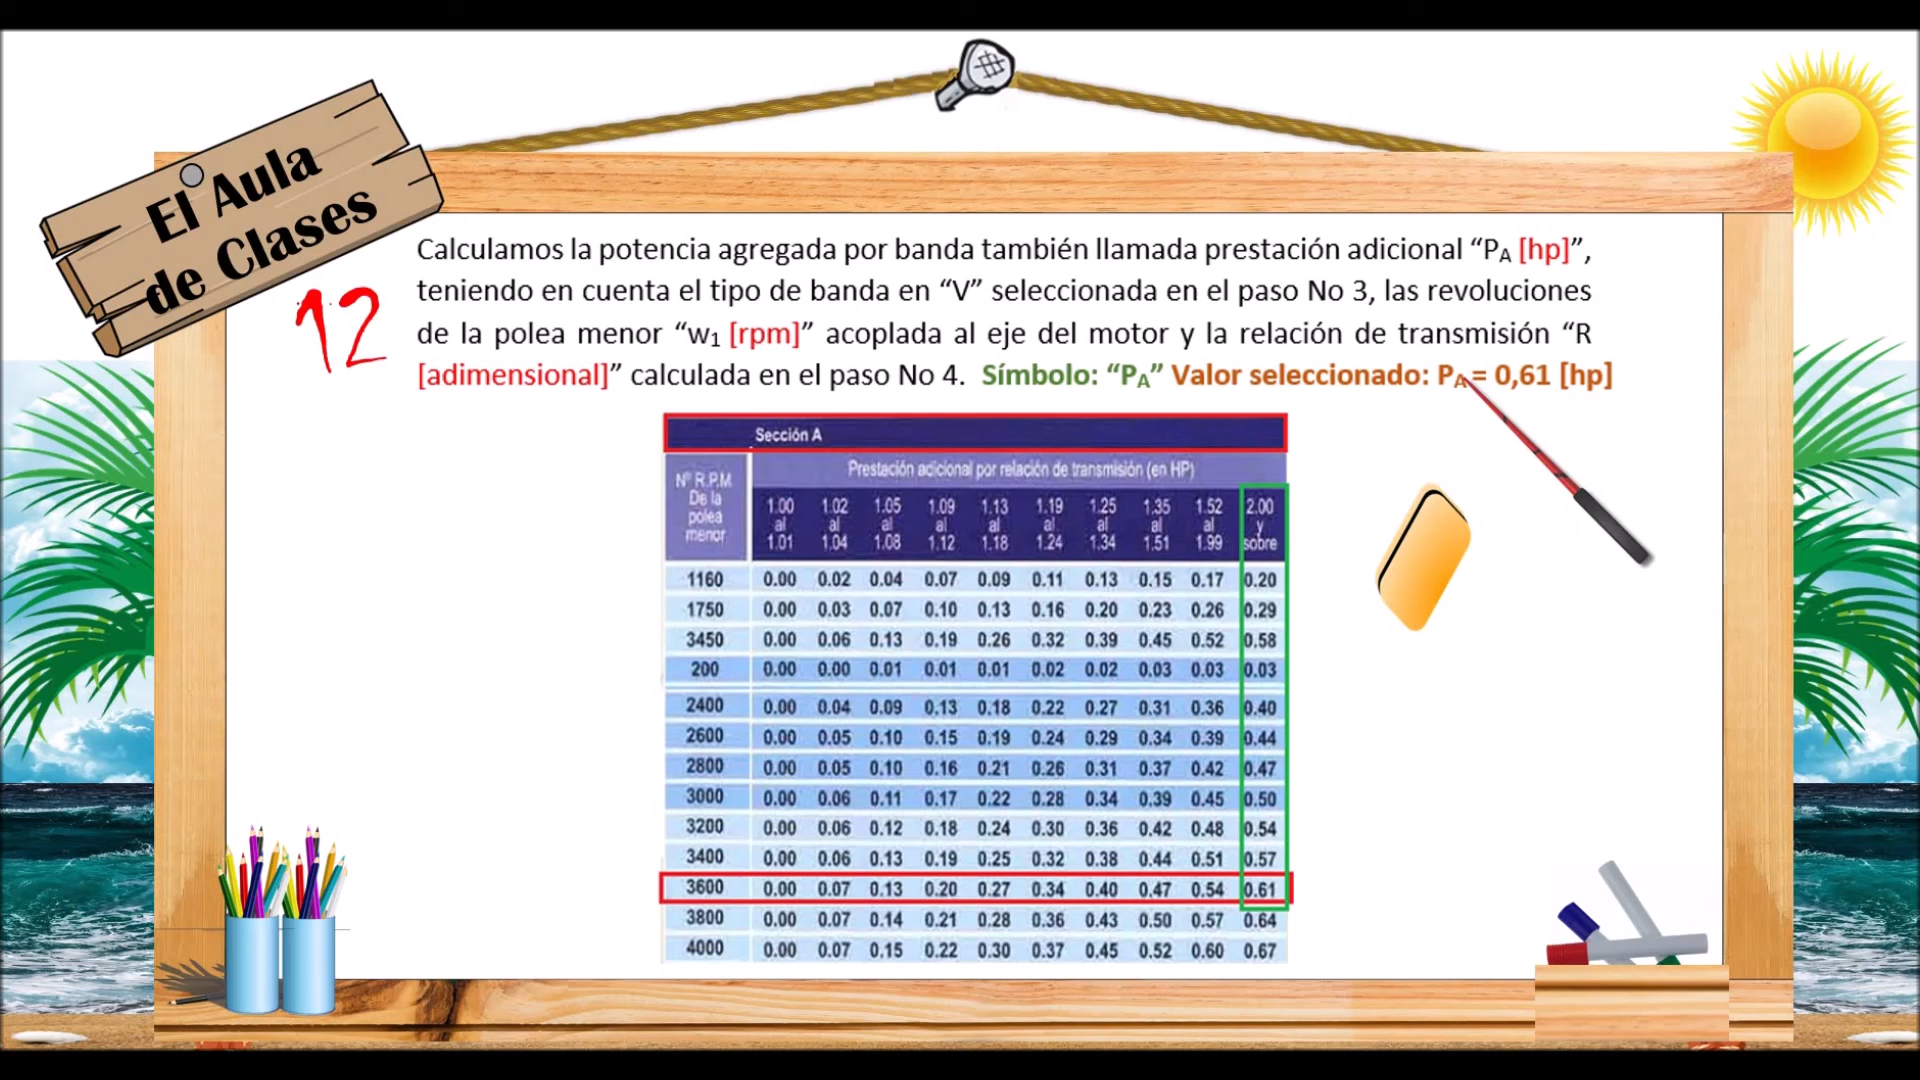 El Aula
de Clases
12
Calculamos la potencia agregada por banda también llamada prestación adicional “PA [hp]”,
teniendo en cuenta el tipo de banda en “V” seleccionada en el paso No 3, las revoluciones
de la polea menor “w1 [rpm]” acoplada al eje del motor y la relación de transmisión “R
[adimensional]” calculada en el paso No 4. Símbolo: “PA” Valor seleccionado: PA = 0,61 [hp]
Sección A
Nº R.P.M
De la
polea
menor
Prestación adicional por relación de transmisión (en HP)
1.00 1.02 1.05 1.09 1.13 1.19 1.25 1.35 1.52 2.00
al al al al al al al al al y
1.01 1.04 1.08 1.12 1.18 1.24 1.34 1.51 1.99 sobre
1160 0.00 0.02 0.04 0.07 0.09 0.11 0.13 0.15 0.17 0.20
1750 0.00 0.03 0.07 0.10 0.13 0.16 0.20 0.23 0.26 0.29
3450 0.00 0.06 0.13 0.19 0.26 0.32 0.39 0.45 0.52 0.58
200 0.00 0.00 0.01 0.01 0.01 0.02 0.02 0.03 0.03 0.03
2400 0.00 0.04 0.09 0.13 0.18 0.22 0.27 0.31 0.36 0.40
2600 0.00 0.05 0.10 0.15 0.19 0.24 0.29 0.34 0.39 0.44
2800 0.00 0.05 0.10 0.16 0.21 0.26 0.31 0.37 0.42 0.47
3000 0.00 0.06 0.11 0.17 0.22 0.28 0.34 0.39 0.45 0.50
3200 0.00 0.06 0.12 0.18 0.24 0.30 0.36 0.42 0.48 0.54
3400 0.00 0.06 0.13 0.19 0.25 0.32 0.38 0.44 0.51 0.57
3600 0.00 0.07 0.13 0.20 0.27 0.34 0.40 0.47 0.54 0.61
3800 0.00 0.07 0.14 0.21 0.28 0.36 0.43 0.50 0.57 0.64
4000 0.00 0.07 0.15 0.22 0.30 0.37 0.45 0.52 0.60 0.67